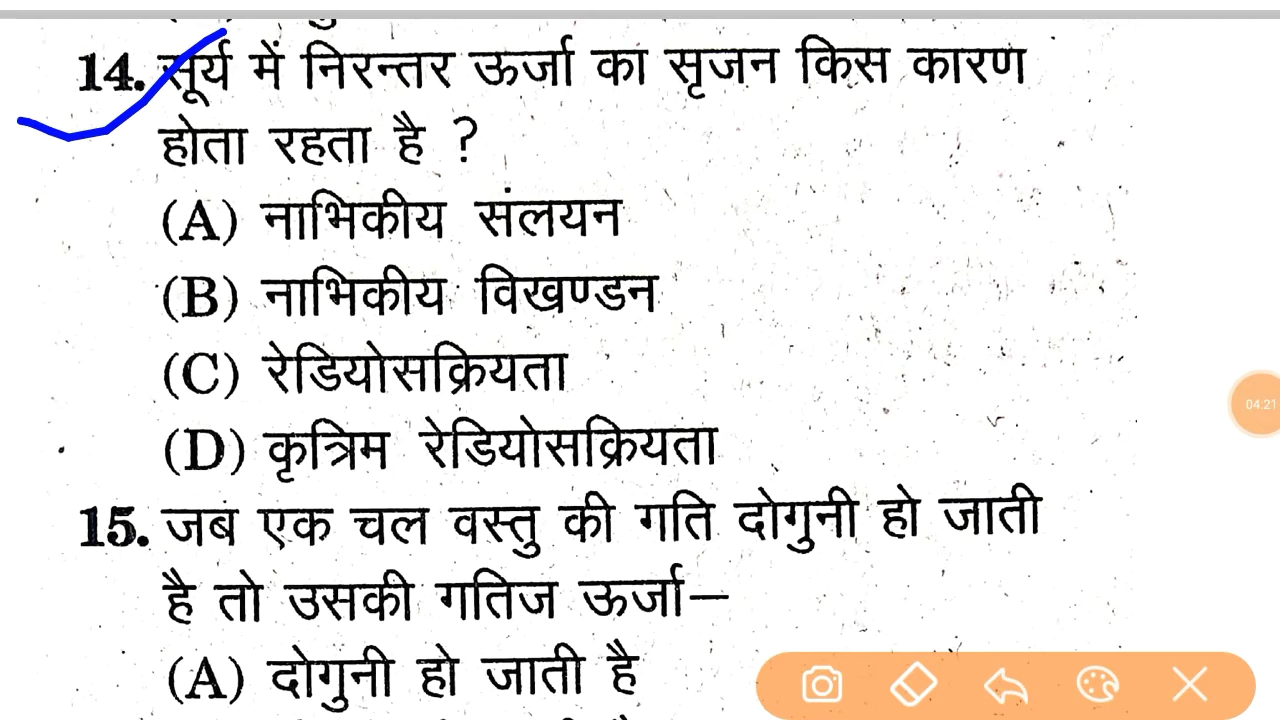 14. सूर्य में निरन्तर ऊर्जा का सृजन किस कारण
होता रहता है ?
(A) नाभिकीय संलयन
(B) नाभिकीय विखण्डन
(C) रेडियोसक्रियता
(D) कृत्रिम रेडियोसक्रियता
04:21
15. जब एक चल वस्तु की गति दोगुनी हो जाती
है तो उसकी गतिज ऊर्जा—
(A) दोगुनी हो जाती है